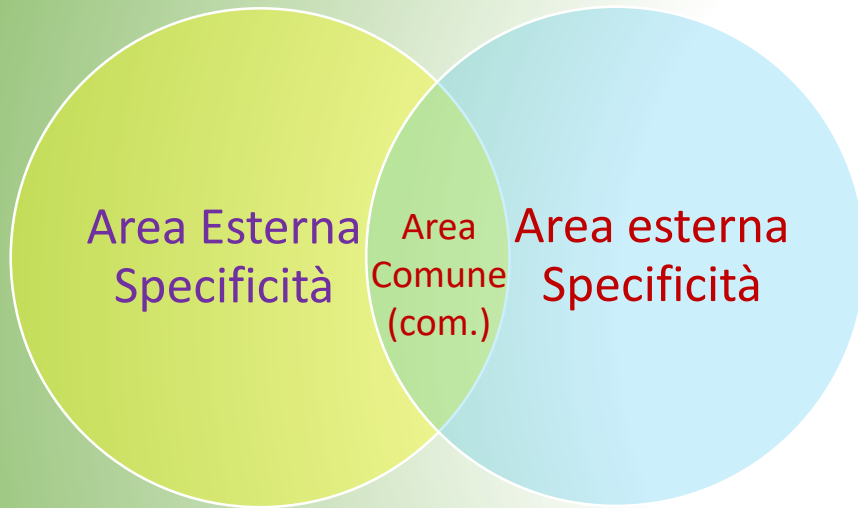 Area Esterna
Specificità
Area
Comune
(com.)
Area esterna
Specificità